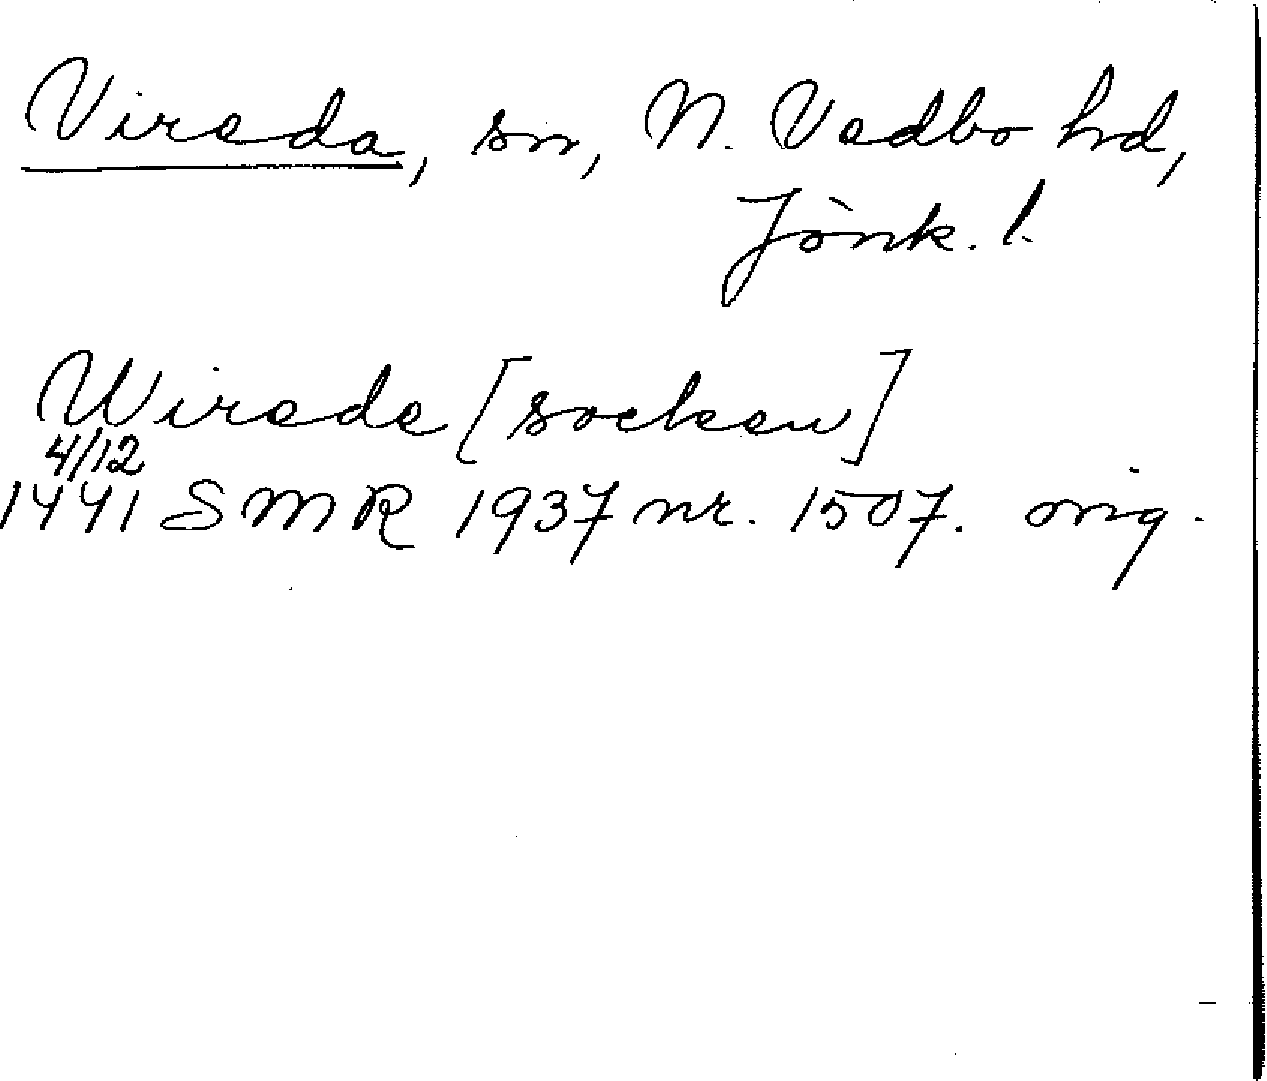 Vireda, sn, N. Vedbo hd,
Jönk. l.
Wirede [socken]
4/12
1441 SMR 1937 nr. 1507. orig.